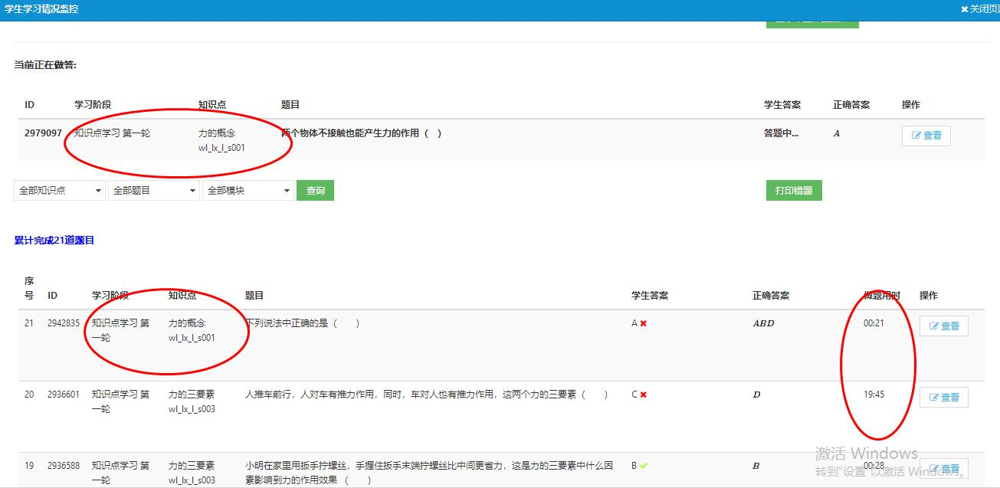 学生学习情况监控
✖关闭页面
当前正在做答:
ID 学习阶段 知识点 题目 学生答案 正确答案 操作
2979097 知识点学习 第一轮 力的概念 两个物体不接触也能产生力的作用（ ） 答题中... A 查看
wl_lx_l_s001
全部知识点 全部题目 全部模块 查询 打印错题
累计完成21道题目
序
号 ID 学习阶段 知识点 题目 学生答案 正确答案 做题用时 操作
21 2942835 知识点学习 第 力的概念 下列说法中正确的是（ ） A✖ ABD 00:21 查看
一轮 wl_lx_l_s001
20 2936601 知识点学习 第 力的三要素 人推车前行，人对车有推力作用，同时，车对人也有推力作用，这两个力的三要素（ ） C✖ D 19:45 查看
一轮 wl_lx_l_s003
19 2936588 知识点学习 第 力的三要素 小明在家里用扳手拧螺丝，手握住扳手末端拧螺丝比中间更省力，这是力的三要素中什么因 B✔ B 00:28 查看
一轮 wl_lx_l_s003 素影响到力的作用效果 （ ）
激活 Windows
转到"设置"以激活 Windows。